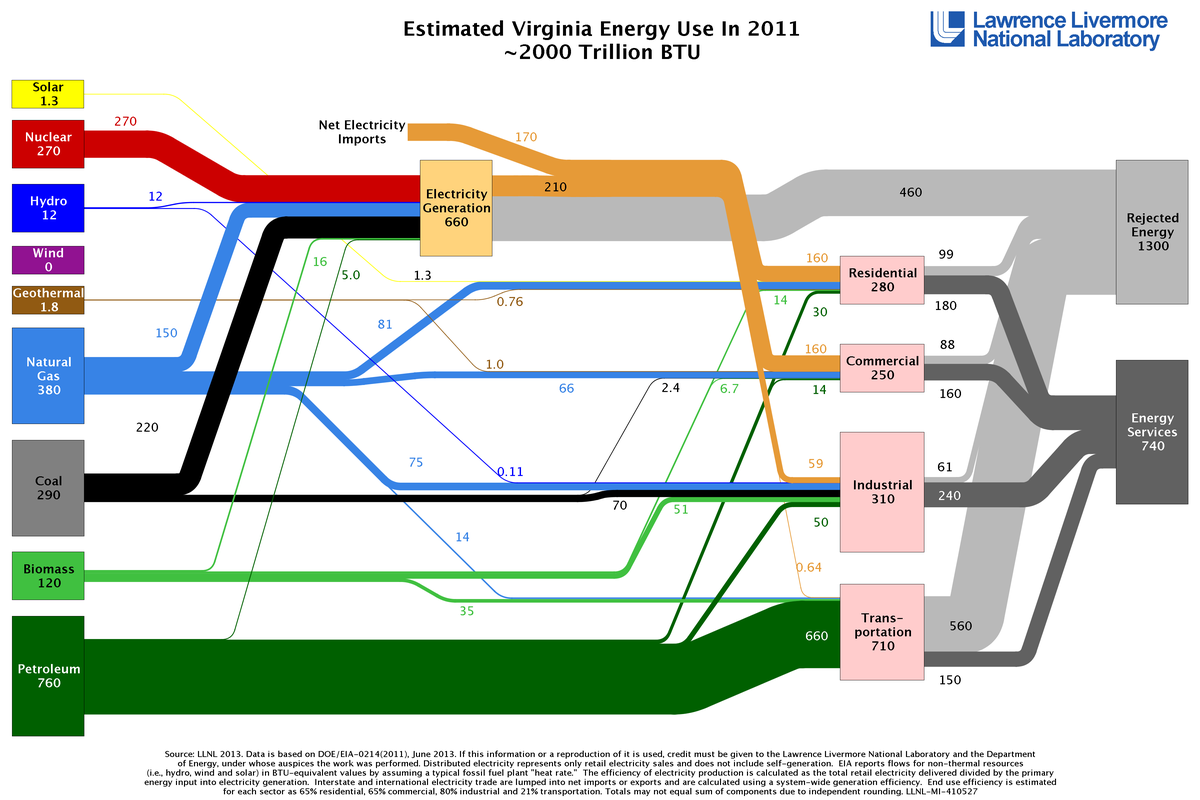 Estimated Virginia Energy Use In 2011
~2000 Trillion BTU
Lawrence Livermore
National Laboratory
Solar
1.3
Nuclear
270
270
Hydro
12
12
Wind
0
Geothermal
1.8
Natural
Gas
380
150
Coal
290
220
Biomass
120
Petroleum
760
Net Electricity
Imports
170
Electricity
Generation
660
210
460
16
5.0
1.3
0.76
81
1.0
66
2.4
6.7
0.11
75
70
51
14
35
160
14
30
160
14
59
50
0.64
660
Residential
280
Commercial
250
Industrial
310
Trans-
portation
710
99
180
88
160
61
240
560
150
Rejected
Energy
1300
Energy
Services
740
Source: LLNL 2013. Data is based on DOE/EIA-0214(2011), June 2013. If this information or a reproduction of it is used, credit must be given to the Lawrence Livermore National Laboratory and the Department
of Energy, under whose auspices the work was performed. Distributed electricity represents only retail electricity sales and does not include self-generation. EIA reports flows for non-thermal resources
(i.e., hydro, wind and solar) in BTU-equivalent values by assuming a typical fossil fuel plant "heat rate." The efficiency of electricity production is calculated as the total retail electricity delivered divided by the primary
energy input into electricity generation. Interstate and international electricity trade are lumped into net imports or exports and are calculated using a system-wide generation efficiency. End use efficiency is estimated
for each sector as 65% residential, 65% commercial, 80% industrial and 21% transportation. Totals may not equal sum of components due to independent rounding. LLNL-MI-410527